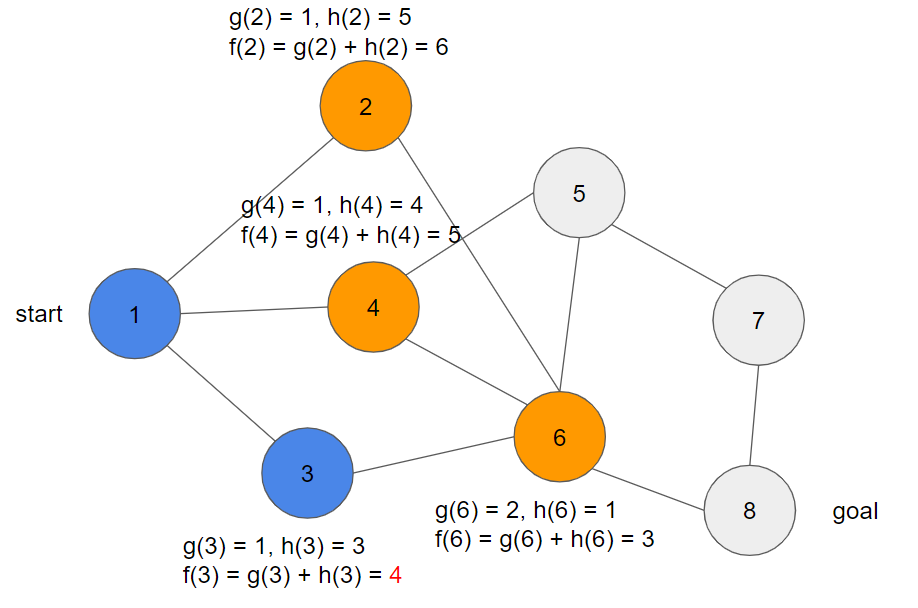 g(2) = 1, h(2) = 5
f(2) = g(2) + h(2) = 6
2
5
g(4) = 1, h(4) = 4
f(4) = g(4) + h(4) = 5
start
1
4
7
6
3
g(6) = 2, h(6) = 1
f(6) = g(6) + h(6) = 3
8
goal
g(3) = 1, h(3) = 3
f(3) = g(3) + h(3) = 4